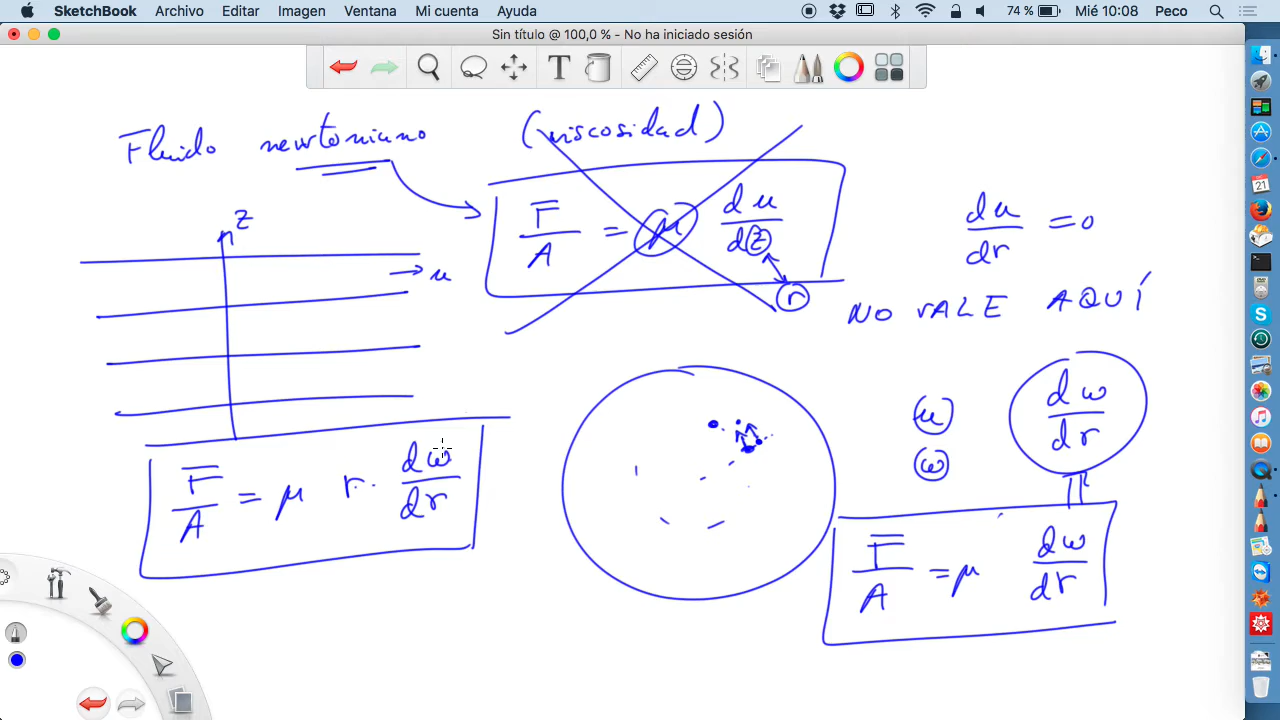 SketchBook Archivo Editar Imagen Ventana Mi cuenta Ayuda 74 % Mié 10:08 Peco
Sin título @ 100,0 % - No ha iniciado sesión
Fluido newtoniano (viscosidad)
z
F/A = μ du/dz
r
u
du/dr = 0
NO VALE AQUÍ
u
ω
dω/dr
F/A = μ r · dω/dr
F/A = μ dω/dr